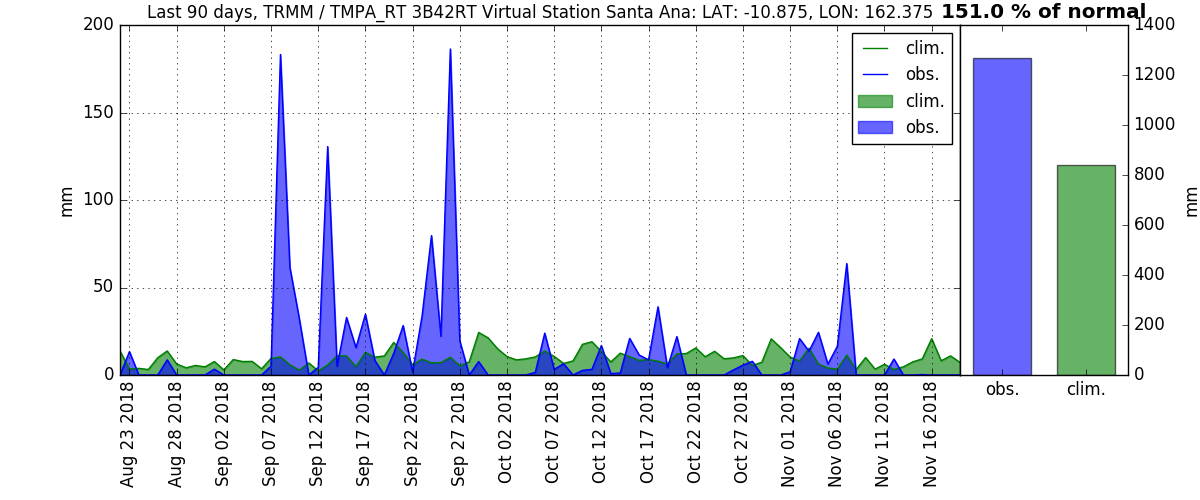 Last 90 days, TRMM / TMPA_RT 3B42RT Virtual Station Santa Ana: LAT: -10.875, LON: 162.375 151.0 % of normal
200
150
100
50
0
mm
clim.
obs.
clim.
obs.
1400
1200
1000
800
600
400
200
0
mm
obs.
clim.
Aug 23 2018
Aug 28 2018
Sep 02 2018
Sep 07 2018
Sep 12 2018
Sep 17 2018
Sep 22 2018
Sep 27 2018
Oct 02 2018
Oct 07 2018
Oct 12 2018
Oct 17 2018
Oct 22 2018
Oct 27 2018
Nov 01 2018
Nov 06 2018
Nov 11 2018
Nov 16 2018